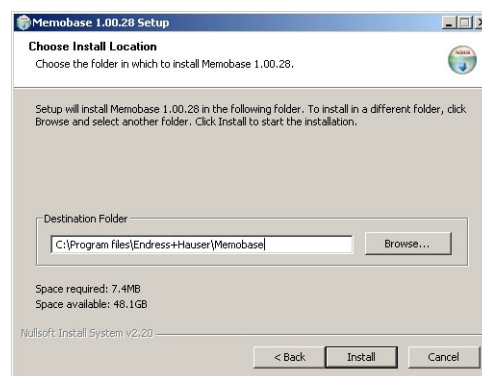 Memobase 1.00.28 Setup
Choose Install Location
Choose the folder in which to install Memobase 1.00.28.
Setup will install Memobase 1.00.28 in the following folder. To install in a different folder, click
Browse and select another folder. Click Install to start the installation.
Destination Folder
C:\Program files\Endress+Hauser\Memobase
Browse...
Space required: 7.4MB
Space available: 48.1GB
Nullsoft Install System v2.20
< Back
Install
Cancel